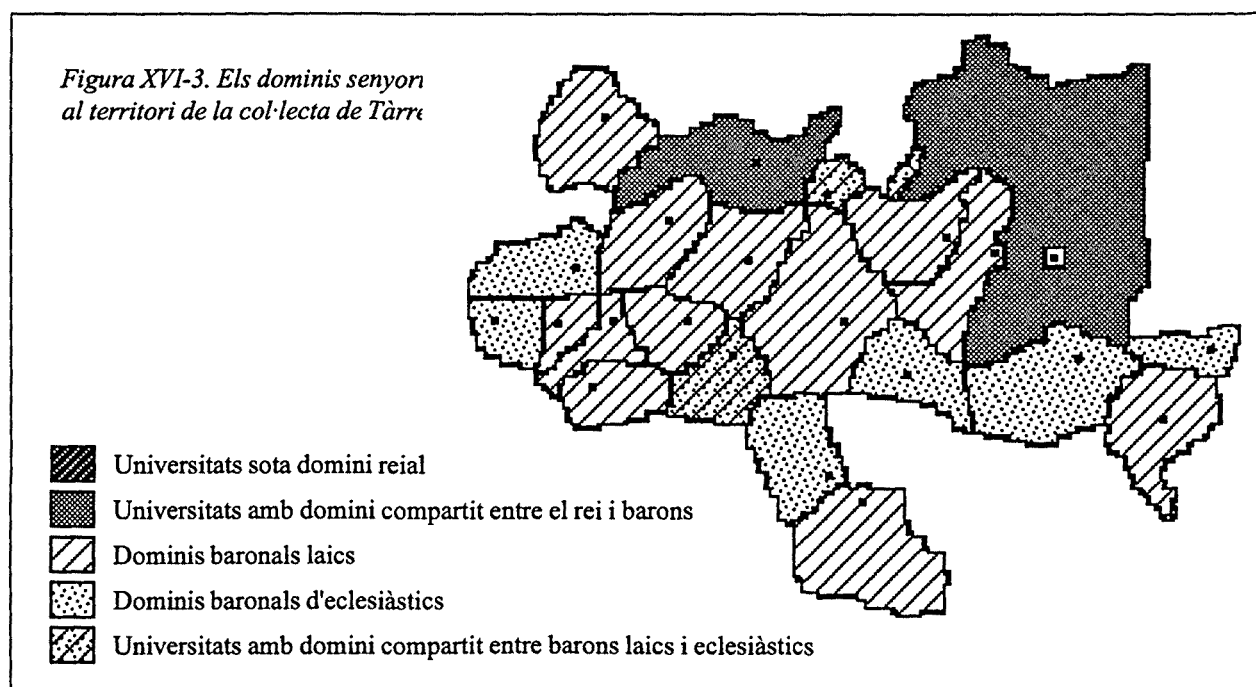 Figura XVI-3. Els dominis
al territori de la col·lecta de
Universitats sota domini reial
Universitats amb domini compartit entre el rei i barons
Dominis baronals laics
Dominis baronals d'eclesiàstics
Universitats amb domini compartit entre barons laics i eclesiàstics